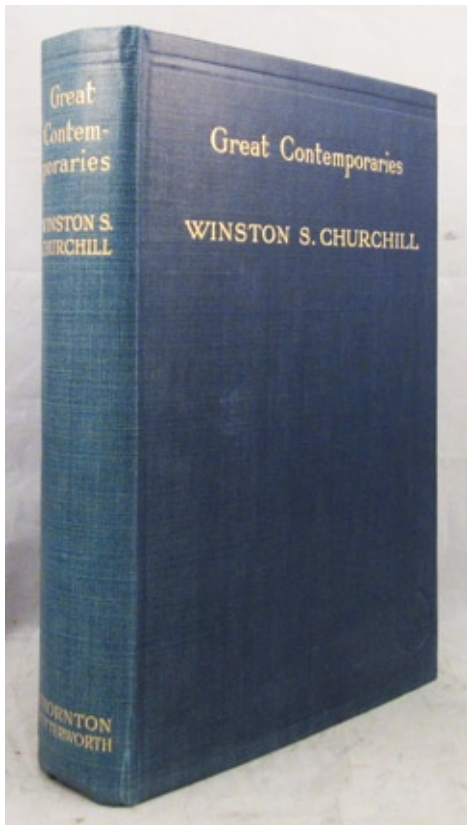 Great
Contem-
poraries
WINSTON S.
CHURCHILL
THORNTON
BUTTERWORTH
Great Contemporaries
WINSTON S. CHURCHILL